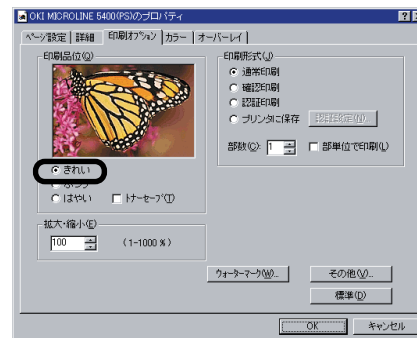 OKI MICROLINE 5400(PS)のプロパティ
ページ設定 詳細 印刷オプション カラー オーバーレイ
印刷品位(Q)
きれい
はやい トナーセーブ(T)
拡大・縮小(E)
100 (1-1000 %)
印刷形式(J)
通常印刷
確認印刷
認証印刷
プリンタに保存
部数(C): 1 部単位で印刷(L)
ウォーターマーク(W)... その他(V)...
標準(D)
OK キャンセル